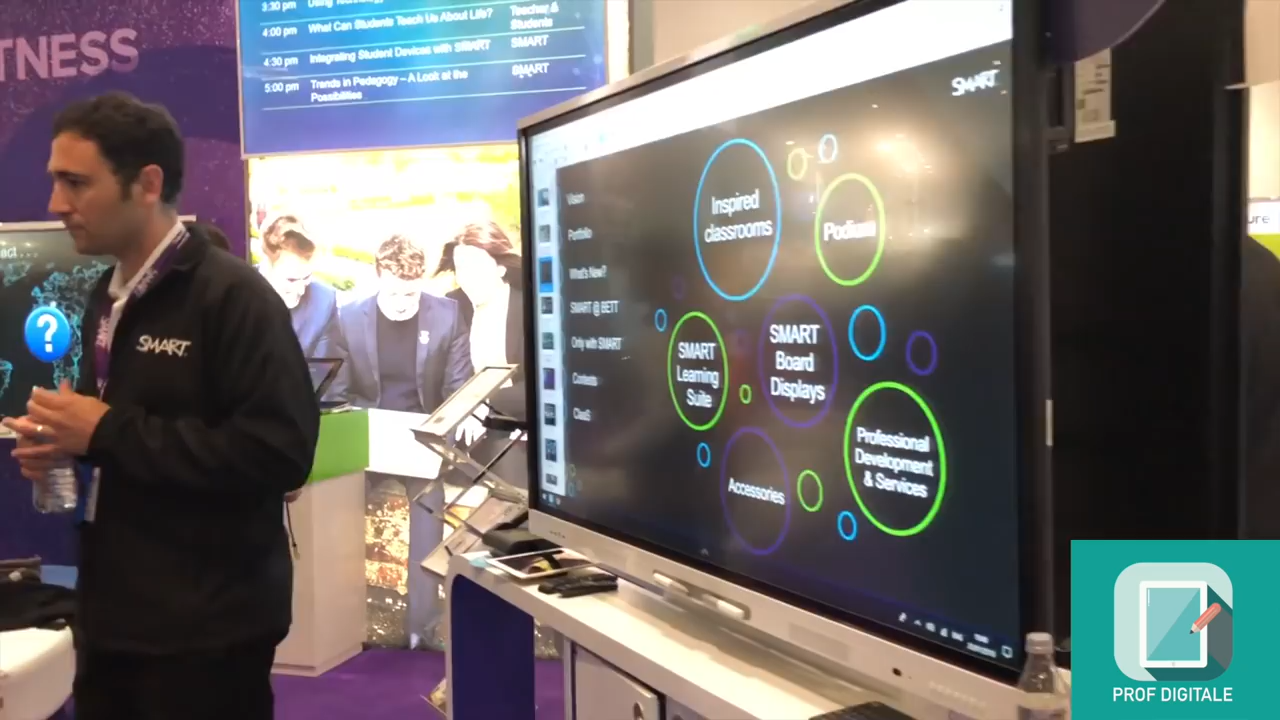 TNESS
3:30 pm
4:00 pm What Can Students Teach Us About Life? Teacher & Students
4:30 pm Integrating Student Devices with SMART SMART
5:00 pm Trends in Pedagogy – A Look at the Possibilities SMART
act
?
SMART
SMART
Vision
Portfolio
What's New?
SMART @ BETT
Only with SMART
Contests
ClaaS
Inspired
classrooms
Podium
SMART
Learning
Suite
SMART
Board
Displays
Professional
Development
& Services
Accessories
ure
PROF DIGITALE